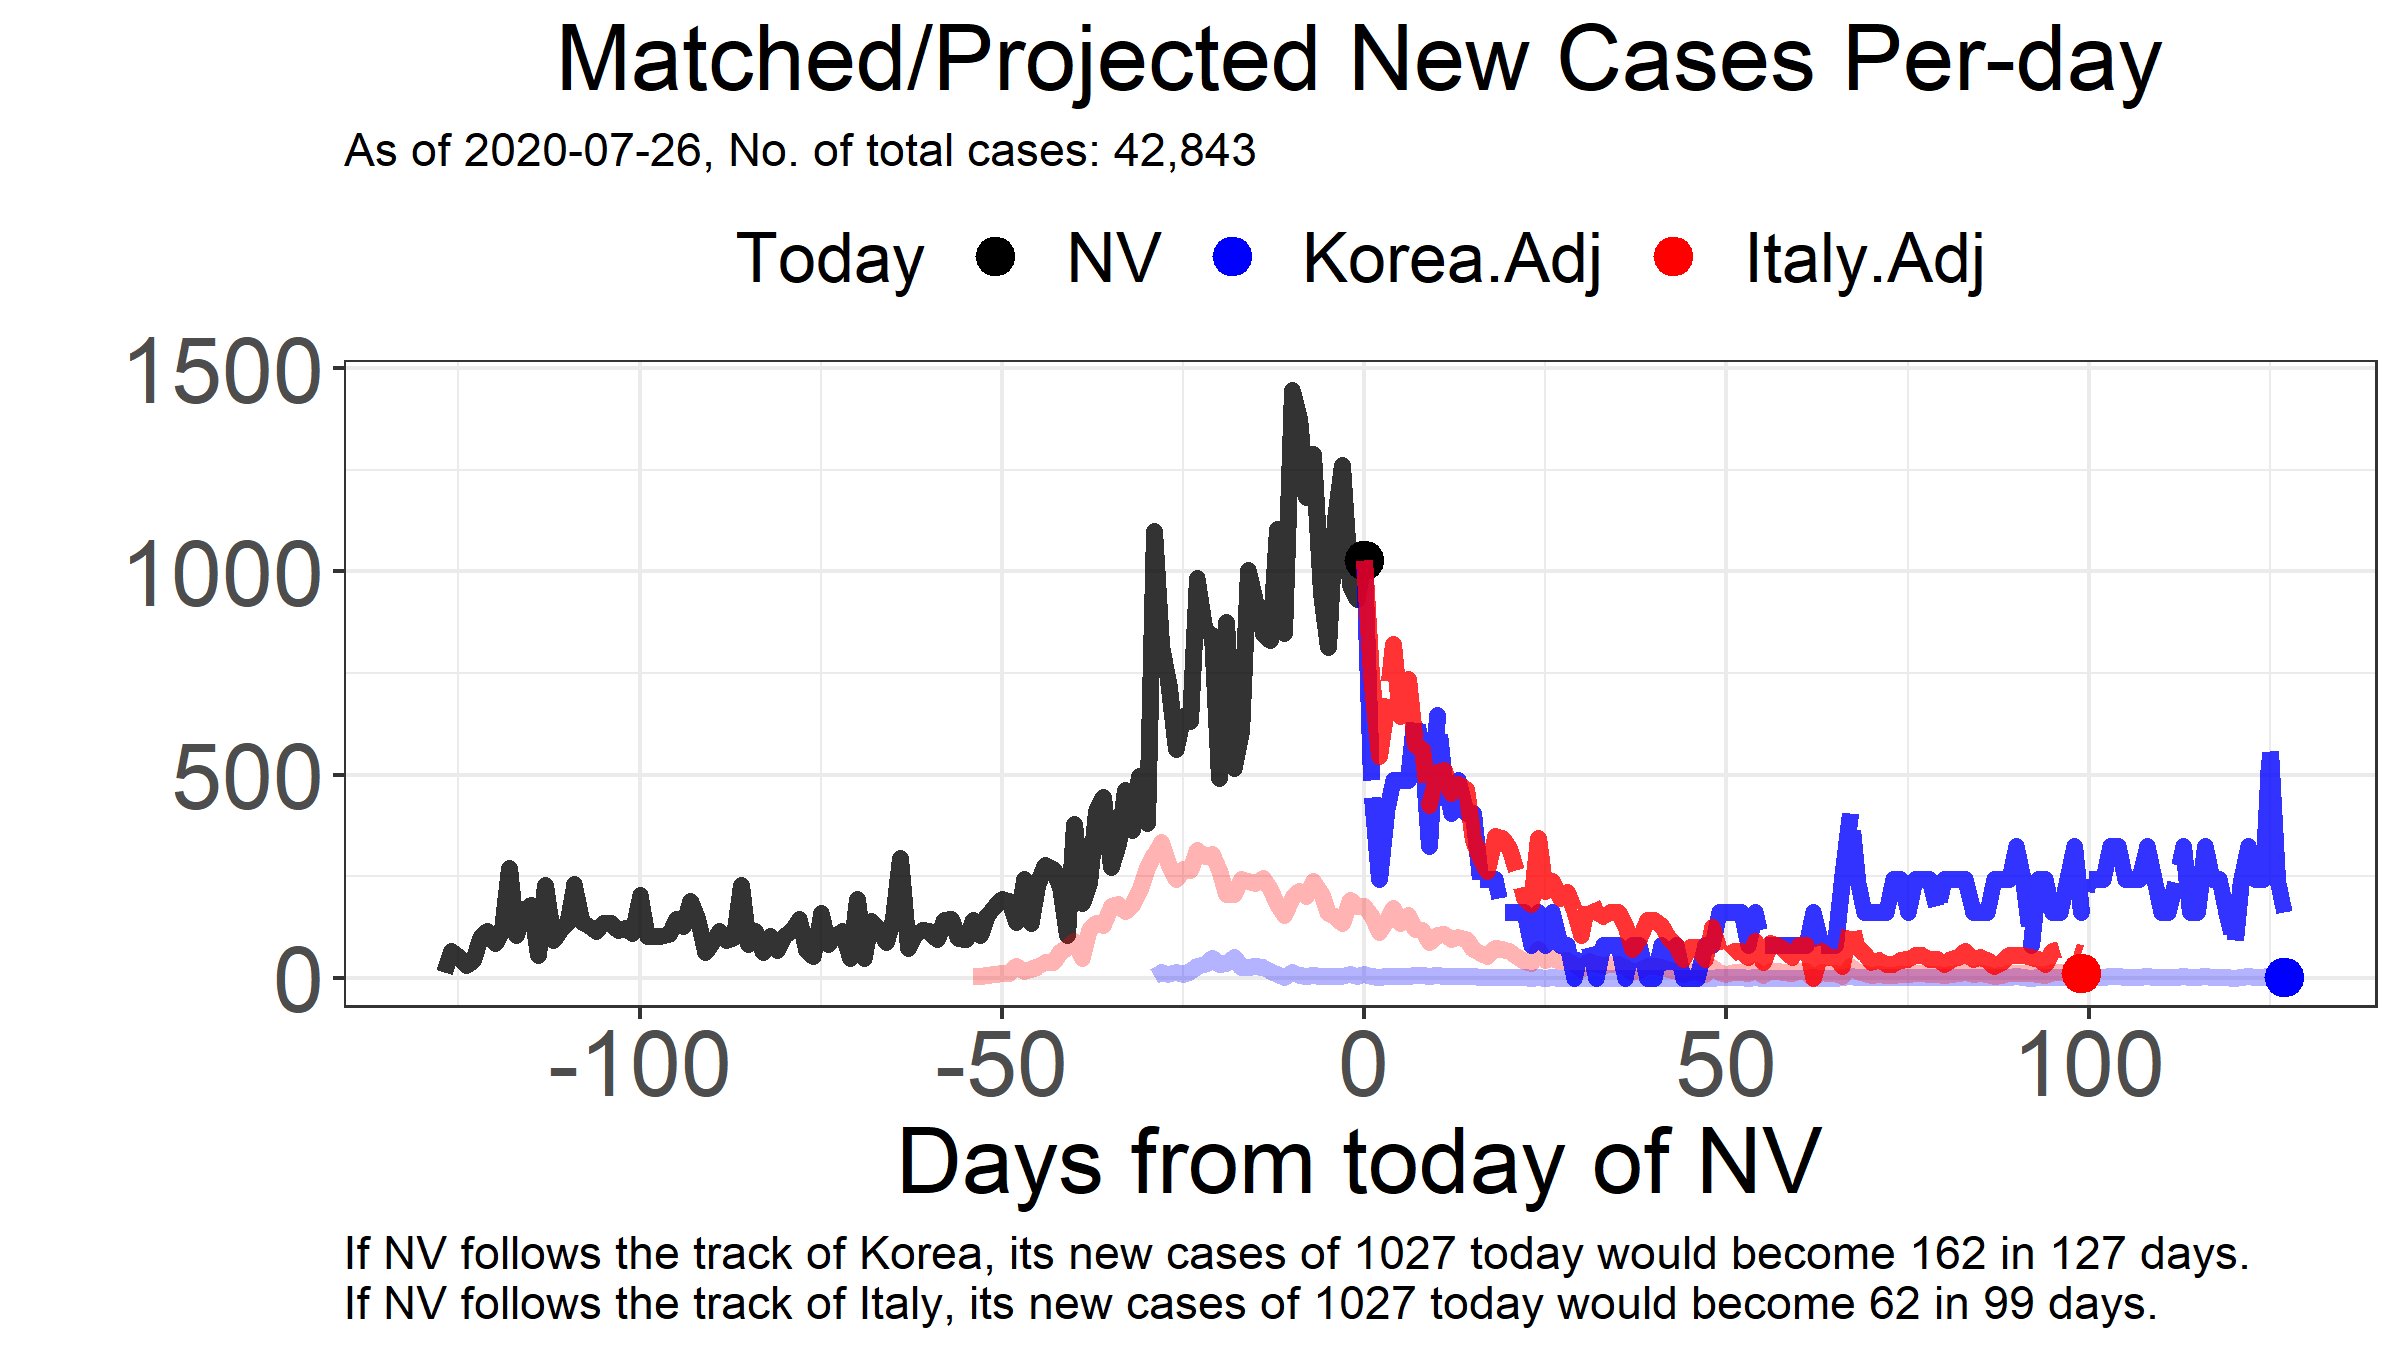 Matched/Projected New Cases Per-day
As of 2020-07-26, No. of total cases: 42,843
Today NV Korea.Adj Italy.Adj
1500
1000
500
0
-100 -50 0 50 100
Days from today of NV
If NV follows the track of Korea, its new cases of 1027 today would become 162 in 127 days.
If NV follows the track of Italy, its new cases of 1027 today would become 62 in 99 days.